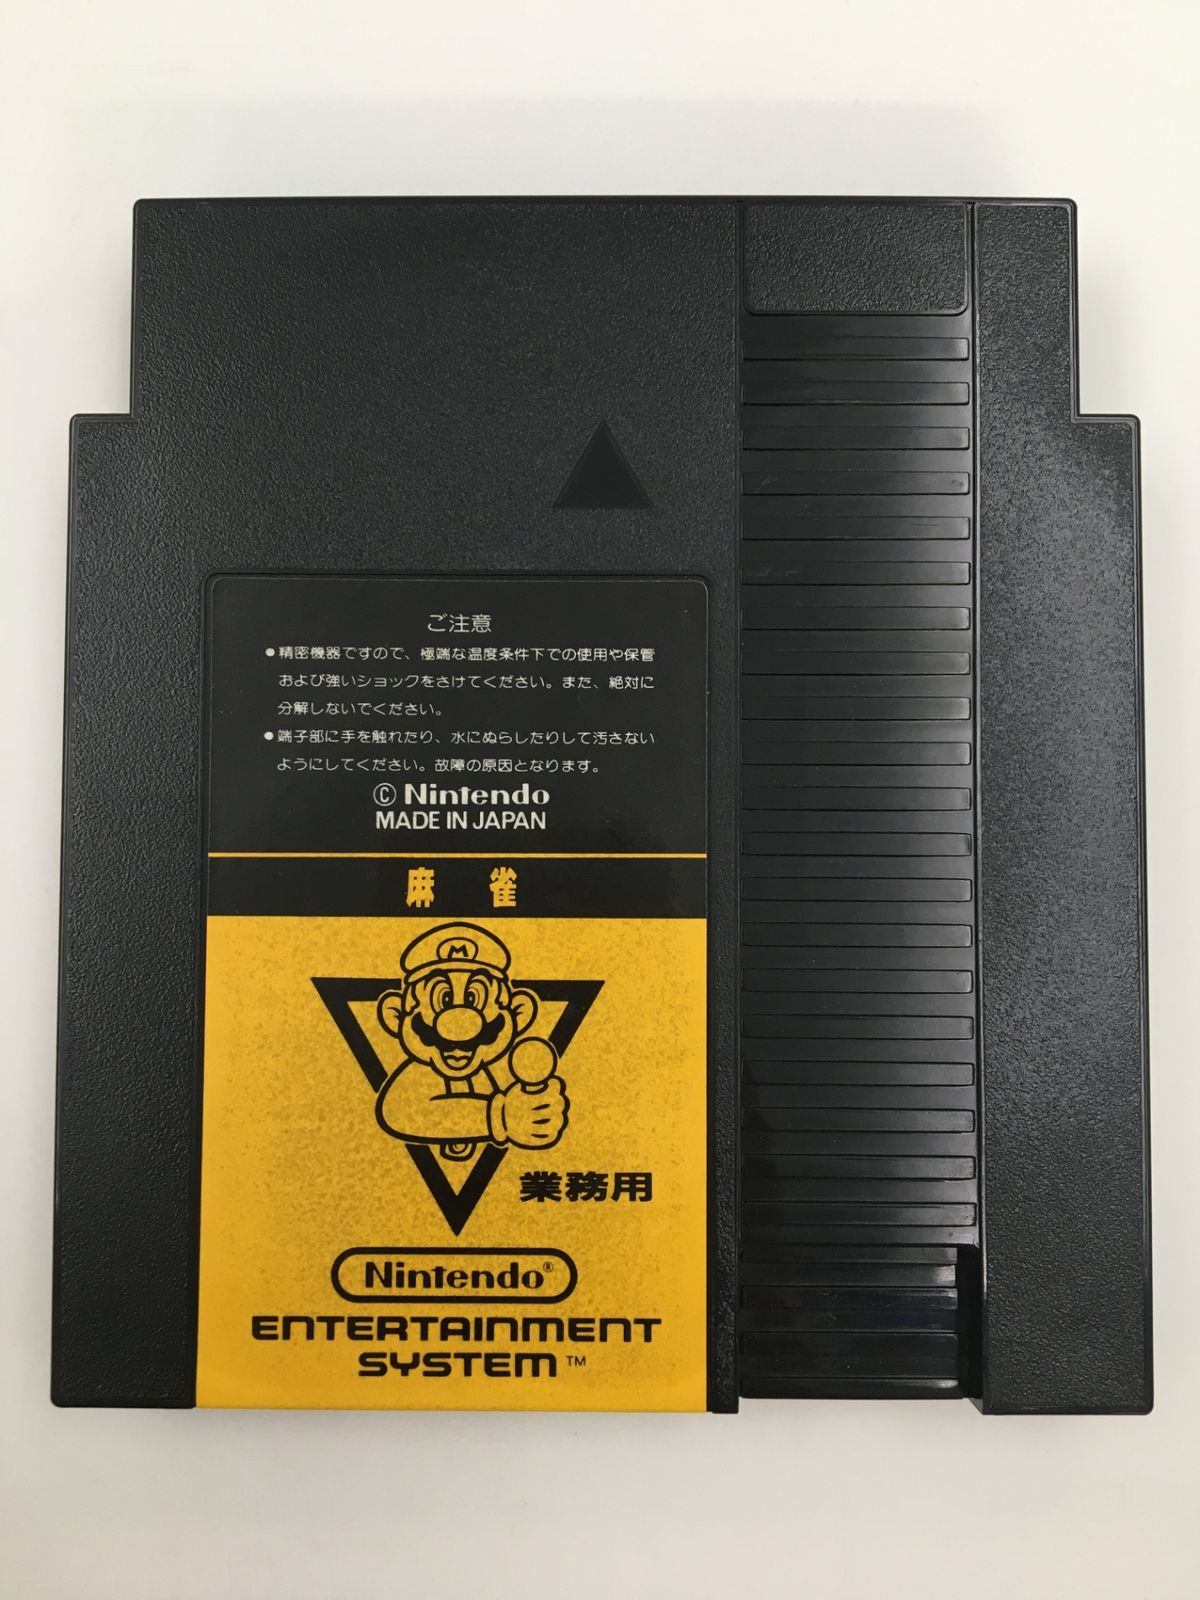 ご注意
●精密機器ですので、極端な温度条件下での使用や保管
および強いショックをさけてください。また、絶対に
分解しないでください。
●端子部に手を触れたり、水にぬらしたりして汚さない
ようにしてください。故障の原因となります。
© Nintendo
MADE IN JAPAN
麻雀
M
業務用
Nintendo®
ENTERTAINMENT
SYSTEM™